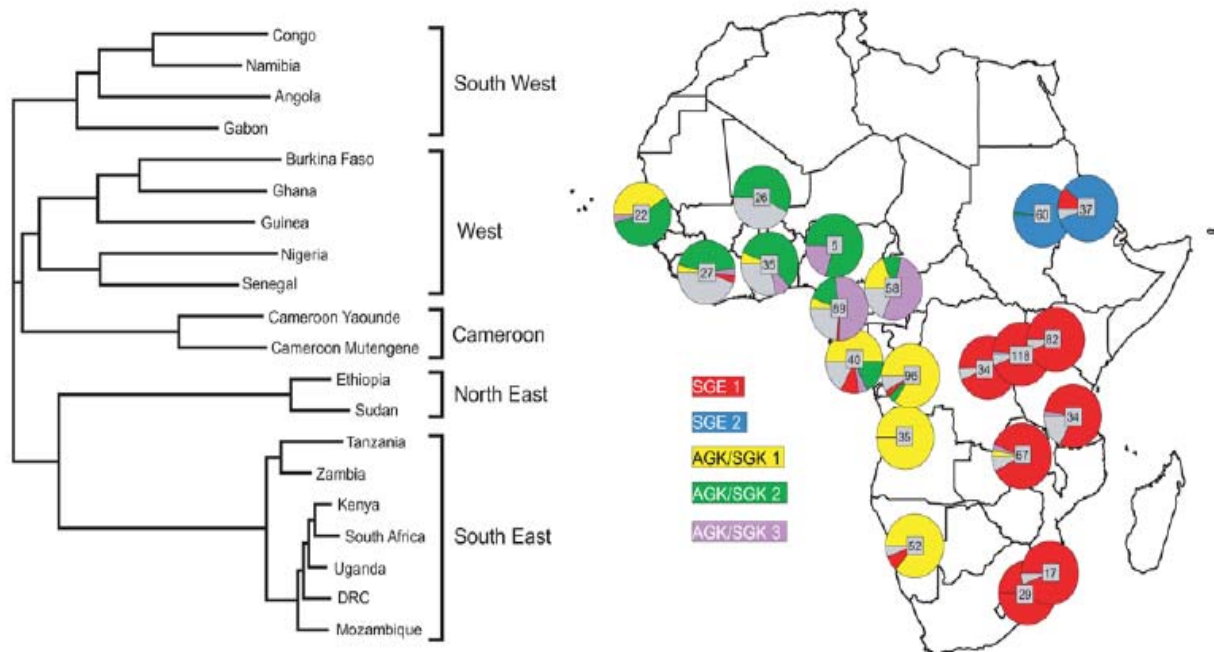 Congo
Namibia
Angola
Gabon
South West
Burkina Faso
Ghana
Guinea
Nigeria
Senegal
West
Cameroon Yaounde
Cameroon Mutengene
Cameroon
Ethiopia
Sudan
North East
Tanzania
Zambia
Kenya
South Africa
Uganda
DRC
Mozambique
South East
SGE 1
SGE 2
AGK/SGK 1
AGK/SGK 2
AGK/SGK 3
22
26
27
35
5
58
69
40
96
35
52
60
37
34
118
82
34
67
17
29